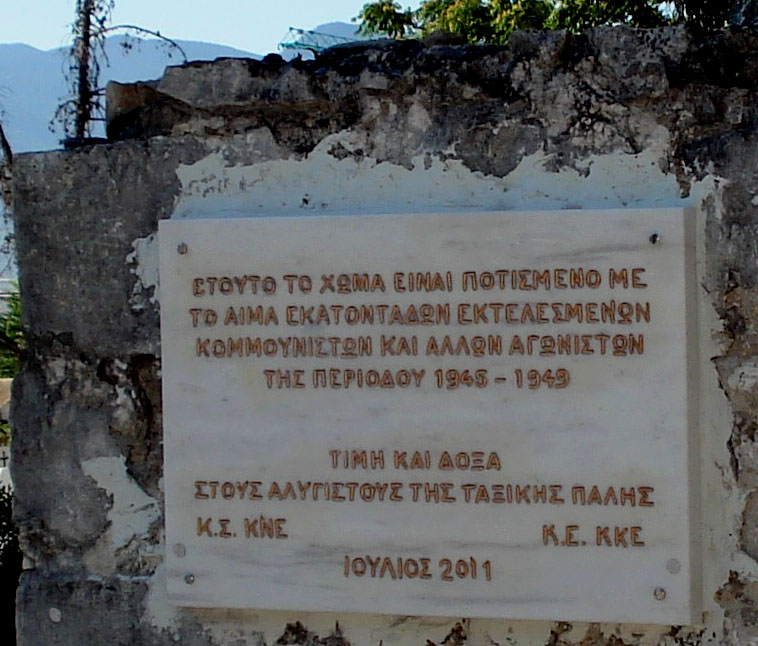 ΕΤΟΥΤΟ ΤΟ ΧΩΜΑ ΕΙΝΑΙ ΠΟΤΙΣΜΕΝΟ ΜΕ
ΤΟ ΑΙΜΑ ΕΚΑΤΟΝΤΑΔΩΝ ΕΚΤΕΛΕΣΜΕΝΩΝ
ΚΟΜΜΟΥΝΙΣΤΩΝ ΚΑΙ ΑΛΛΩΝ ΑΓΩΝΙΣΤΩΝ
ΤΗΣ ΠΕΡΙΟΔΟΥ 1945 - 1949
ΤΙΜΗ ΚΑΙ ΔΟΞΑ
ΣΤΟΥΣ ΑΛΥΓΙΣΤΟΥΣ ΤΗΣ ΤΑΞΙΚΗΣ ΠΑΛΗΣ
Κ.Σ. ΚΝΕ Κ.Ε. ΚΚΕ
ΙΟΥΛΙΟΣ 2011